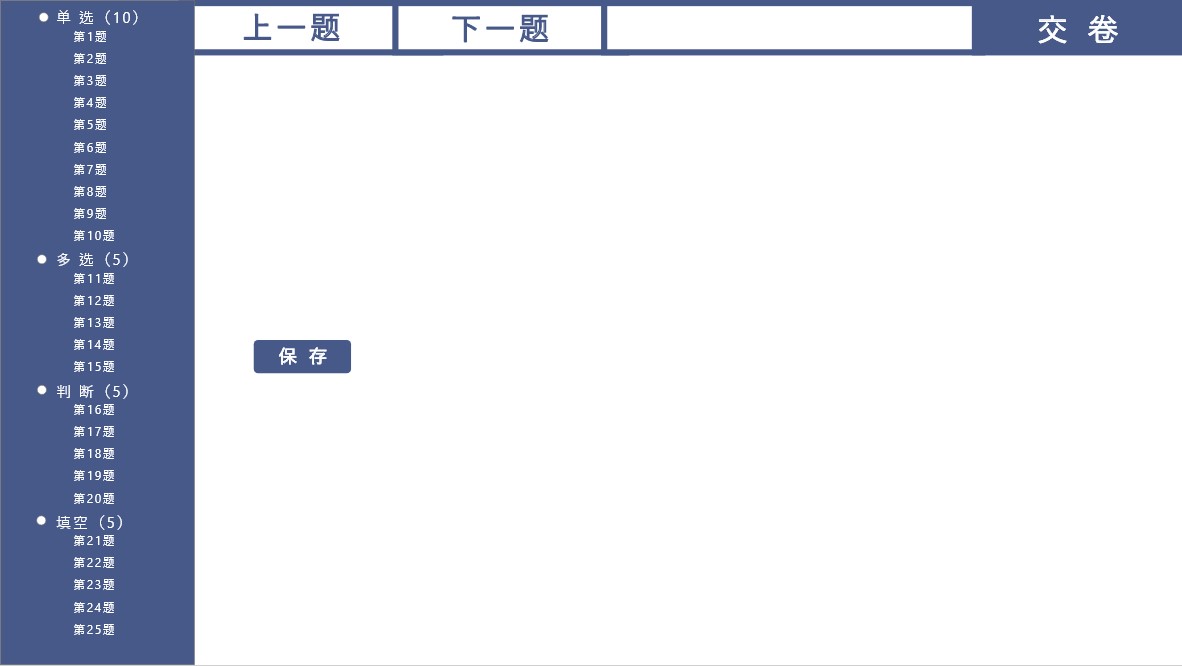 单 选（10）
第1题
第2题
第3题
第4题
第5题
第6题
第7题
第8题
第9题
第10题
多 选（5）
第11题
第12题
第13题
第14题
第15题
判 断（5）
第16题
第17题
第18题
第19题
第20题
填空（5）
第21题
第22题
第23题
第24题
第25题
上一题
下一题
交 卷
保 存